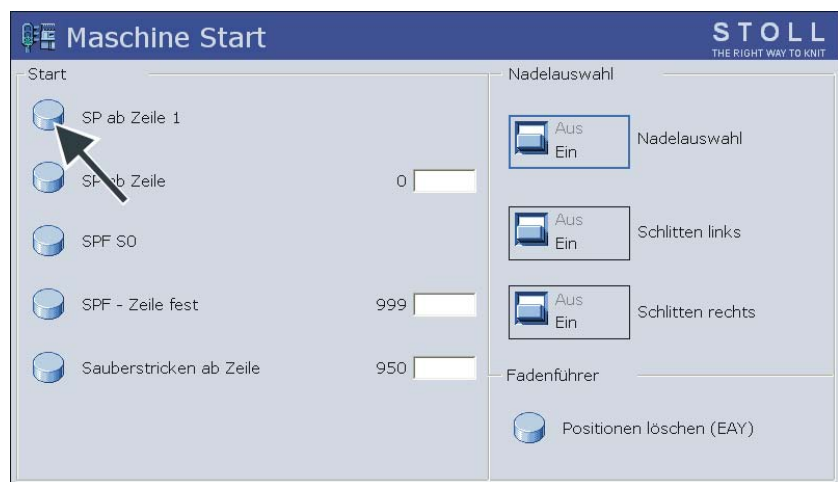 Maschine Start
STOLL
THE RIGHT WAY TO KNIT
Start
SP ab Zeile 1
SP ab Zeile 0
SPF S0
SPF - Zeile fest 999
Sauberstricken ab Zeile 950
Nadelauswahl
Aus
Ein
Nadelauswahl
Aus
Ein
Schlitten links
Aus
Ein
Schlitten rechts
Fadenführer
Positionen löschen (EAY)